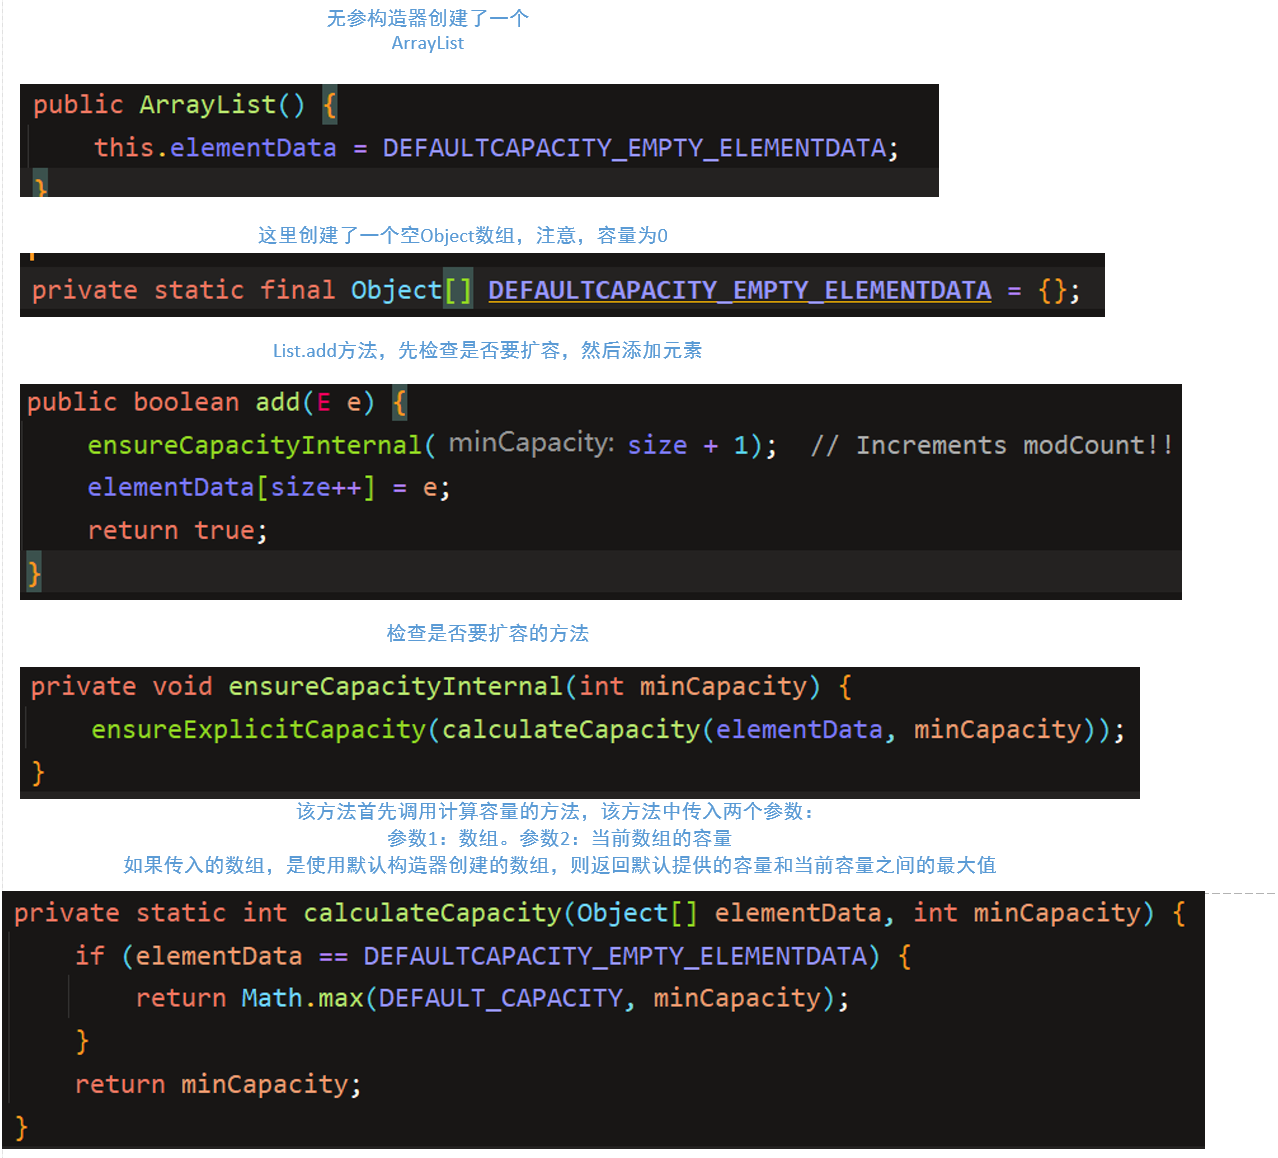 无参构造器创建了一个
ArrayList
public ArrayList() {
this.elementData = DEFAULTCAPACITY_EMPTY_ELEMENTDATA;
}
这里创建了一个空Object数组，注意，容量为0
private static final Object[] DEFAULTCAPACITY_EMPTY_ELEMENTDATA = {};
List.add方法，先检查是否要扩容，然后添加元素
public boolean add(E e) {
ensureCapacityInternal( minCapacity: size + 1);  // Increments modCount!!
elementData[size++] = e;
return true;
}
检查是否要扩容的方法
private void ensureCapacityInternal(int minCapacity) {
ensureExplicitCapacity(calculateCapacity(elementData, minCapacity));
}
该方法首先调用计算容量的方法，该方法中传入两个参数：
参数1：数组。参数2：当前数组的容量
如果传入的数组，是使用默认构造器创建的数组，则返回默认提供的容量和当前容量之间的最大值
private static int calculateCapacity(Object[] elementData, int minCapacity) {
if (elementData == DEFAULTCAPACITY_EMPTY_ELEMENTDATA) {
return Math.max(DEFAULT_CAPACITY, minCapacity);
}
return minCapacity;
}